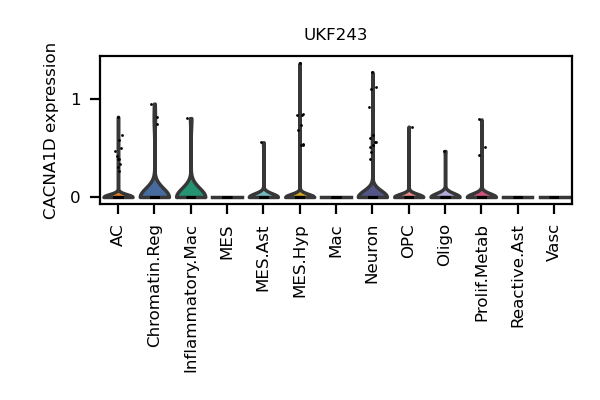 UKF243
CACNA1D expression
1
0
AC
Chromatin.Reg
Inflammatory.Mac
MES
MES.Ast
MES.Hyp
Mac
Neuron
OPC
Oligo
Prolif.Metab
Reactive.Ast
Vasc